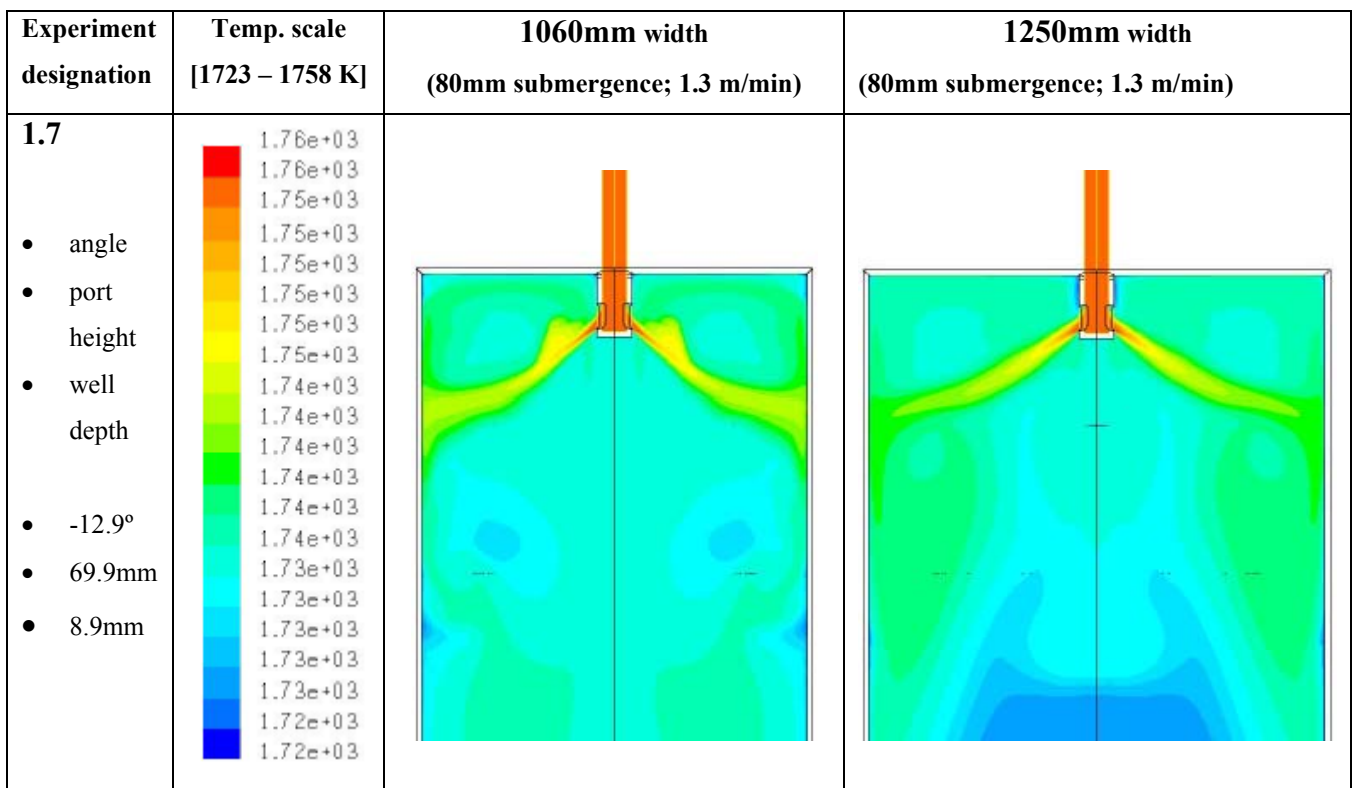 Experiment
designation
Temp. scale
[1723 – 1758 K]
1060mm width
(80mm submergence; 1.3 m/min)
1250mm width
(80mm submergence; 1.3 m/min)
1.7
• angle
• port
height
• well
depth
• -12.9º
• 69.9mm
• 8.9mm
1.76e+03
1.76e+03
1.75e+03
1.75e+03
1.75e+03
1.75e+03
1.75e+03
1.75e+03
1.74e+03
1.74e+03
1.74e+03
1.74e+03
1.74e+03
1.74e+03
1.73e+03
1.73e+03
1.73e+03
1.73e+03
1.73e+03
1.72e+03
1.72e+03